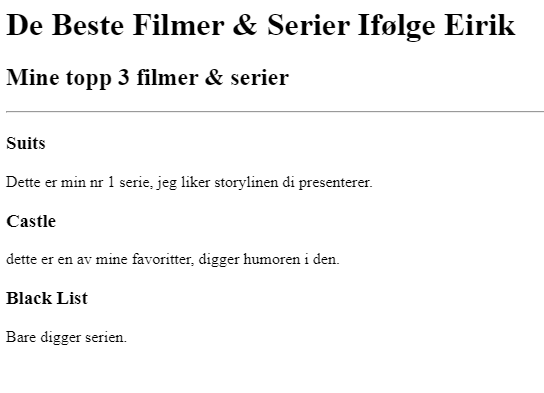 De Beste Filmer & Serier Ifølge Eirik
Mine topp 3 filmer & serier
Suits
Dette er min nr 1 serie, jeg liker storylinen di presenterer.
Castle
dette er en av mine favoritter, digger humoren i den.
Black List
Bare digger serien.